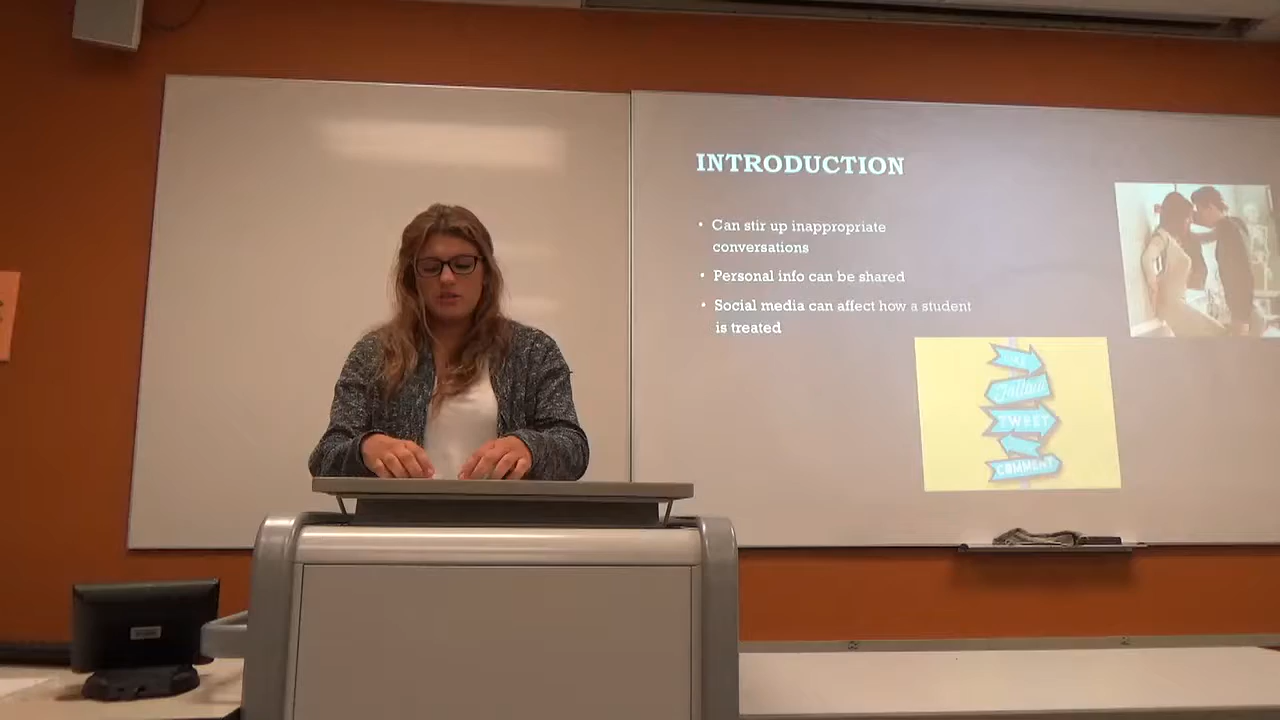 INTRODUCTION
• Can stir up inappropriate
conversations
• Personal info can be shared
• Social media can affect how a student
is treated
LIKE
Follow
TWEET
COMMENT